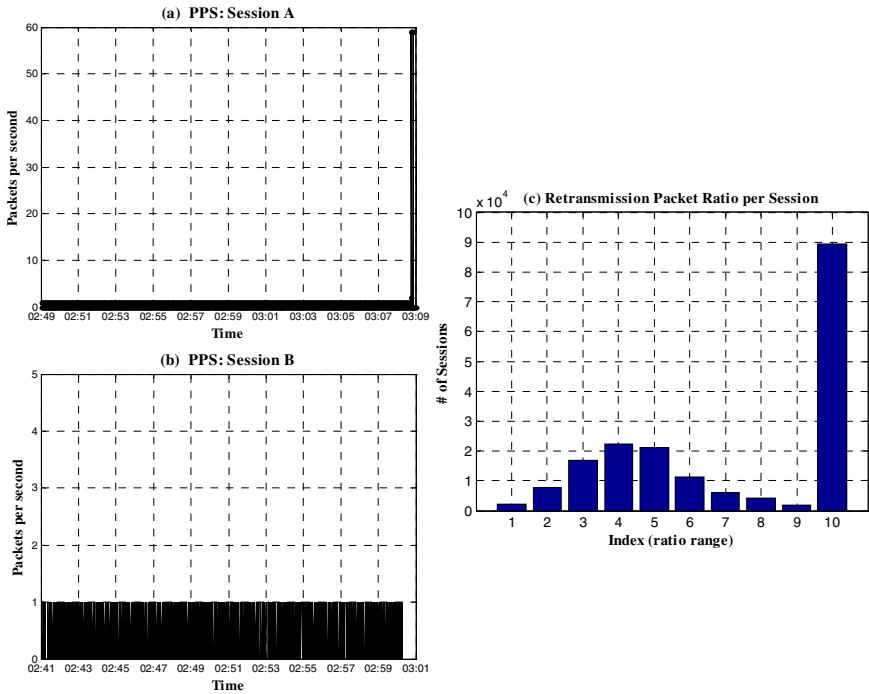 (a) PPS: Session A
60
50
40
30
20
10
0
Packets per second
02:49 02:51 02:53 02:55 02:57 02:59 03:01 03:03 03:05 03:07 03:09
Time
(b) PPS: Session B
5
4
3
2
1
0
Packets per second
02:41 02:43 02:45 02:47 02:49 02:51 02:53 02:55 02:57 02:59 03:01
Time
(c) Retransmission Packet Ratio per Session
x 10^4
10
9
8
7
6
5
4
3
2
1
0
# of Sessions
1 2 3 4 5 6 7 8 9 10
Index (ratio range)